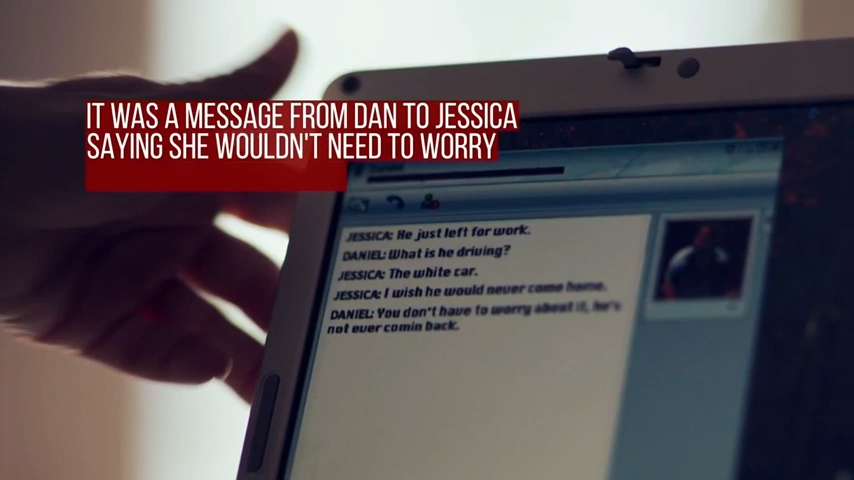 IT WAS A MESSAGE FROM DAN TO JESSICA
SAYING SHE WOULDN'T NEED TO WORRY
JESSICA: He just left for work.
DANIEL: What is he driving?
JESSICA: The white car.
JESSICA: I wish he would never come home.
DANIEL: You don't have to worry about it, he's
not ever comin back.